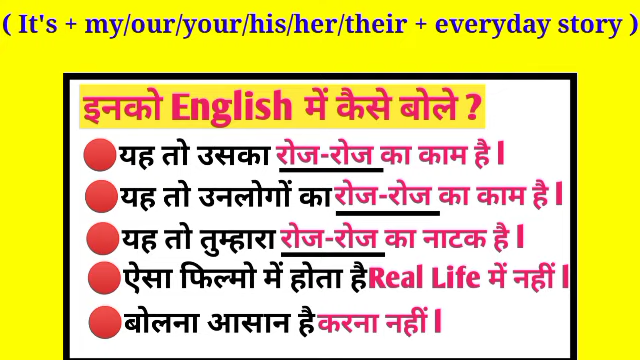 ( It's + my/our/your/his/her/their + everyday story )
इनको English में कैसे बोले ?
यह तो उसका रोज-रोज का काम है l
यह तो उनलोगों का रोज-रोज का काम है l
यह तो तुम्हारा रोज-रोज का नाटक है l
ऐसा फिल्मो में होता है Real Life में नहीं l
बोलना आसान है करना नहीं l